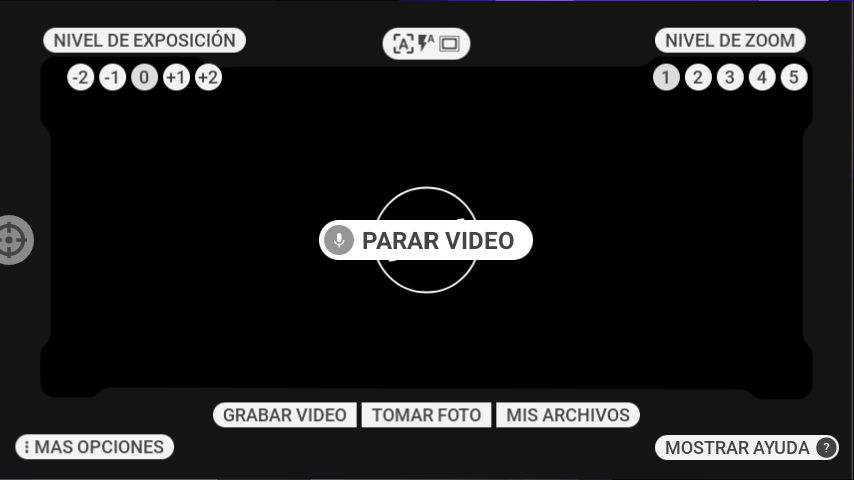 NIVEL DE EXPOSICIÓN
A A
NIVEL DE ZOOM
-2 -1 0 +1 +2
1 2 3 4 5
PARAR VIDEO
GRABAR VIDEO TOMAR FOTO MIS ARCHIVOS
MAS OPCIONES
MOSTRAR AYUDA ?